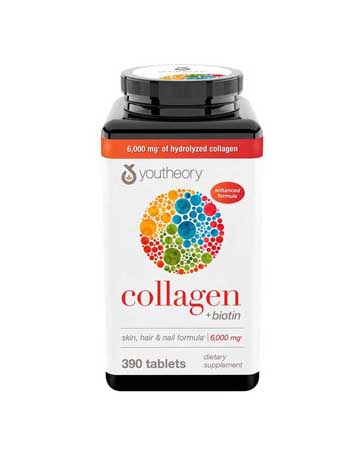 6,000 mg* of hydrolyzed collagen
youtheory
enhanced
formula
collagen
+biotin
skin, hair & nail formula* | 6,000 mg*
390 tablets
dietary
supplement